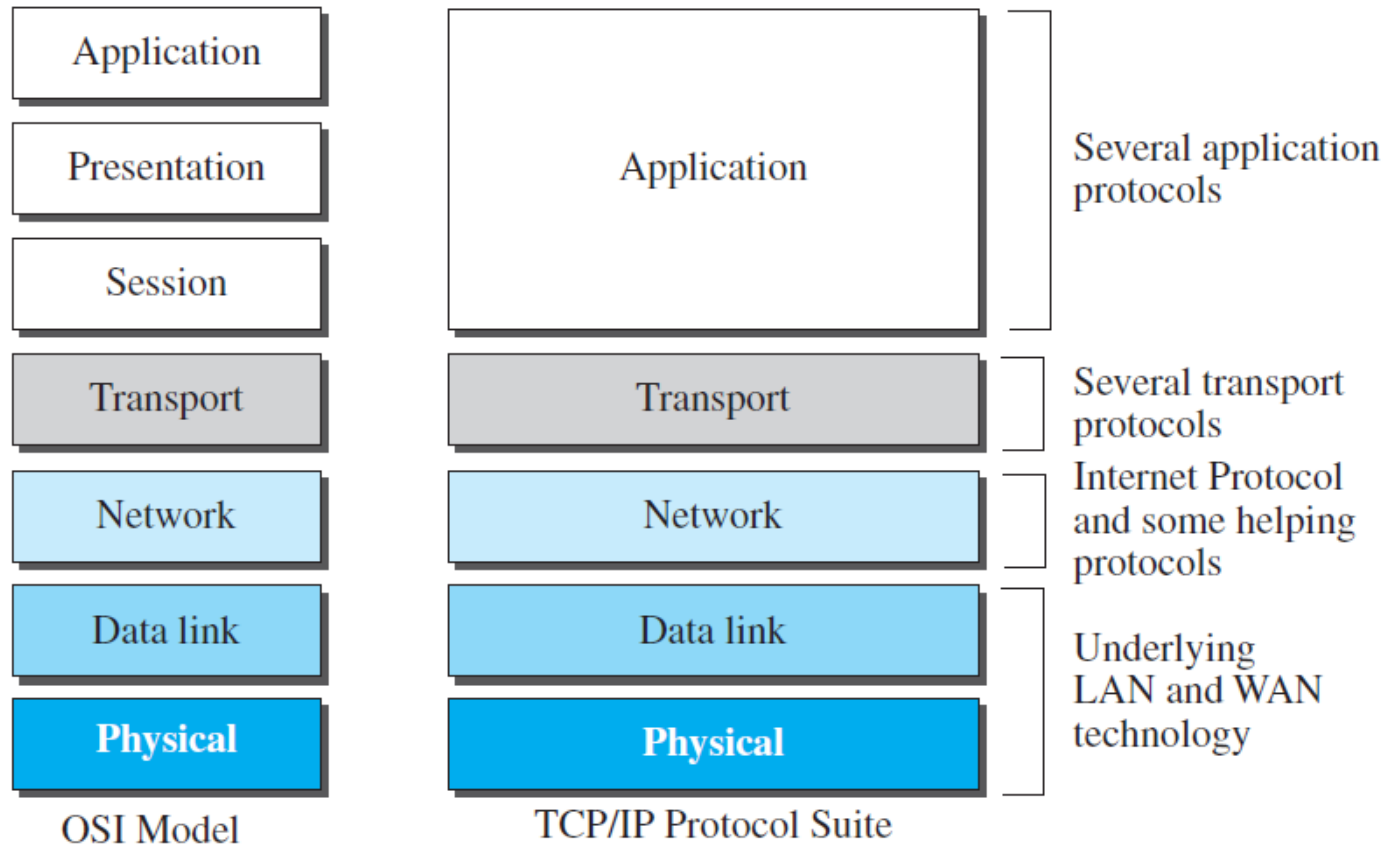 Application
Presentation
Session
Transport
Network
Data link
Physical
OSI Model
Application
Transport
Network
Data link
Physical
TCP/IP Protocol Suite
Several application
protocols
Several transport
protocols
Internet Protocol
and some helping
protocols
Underlying
LAN and WAN
technology